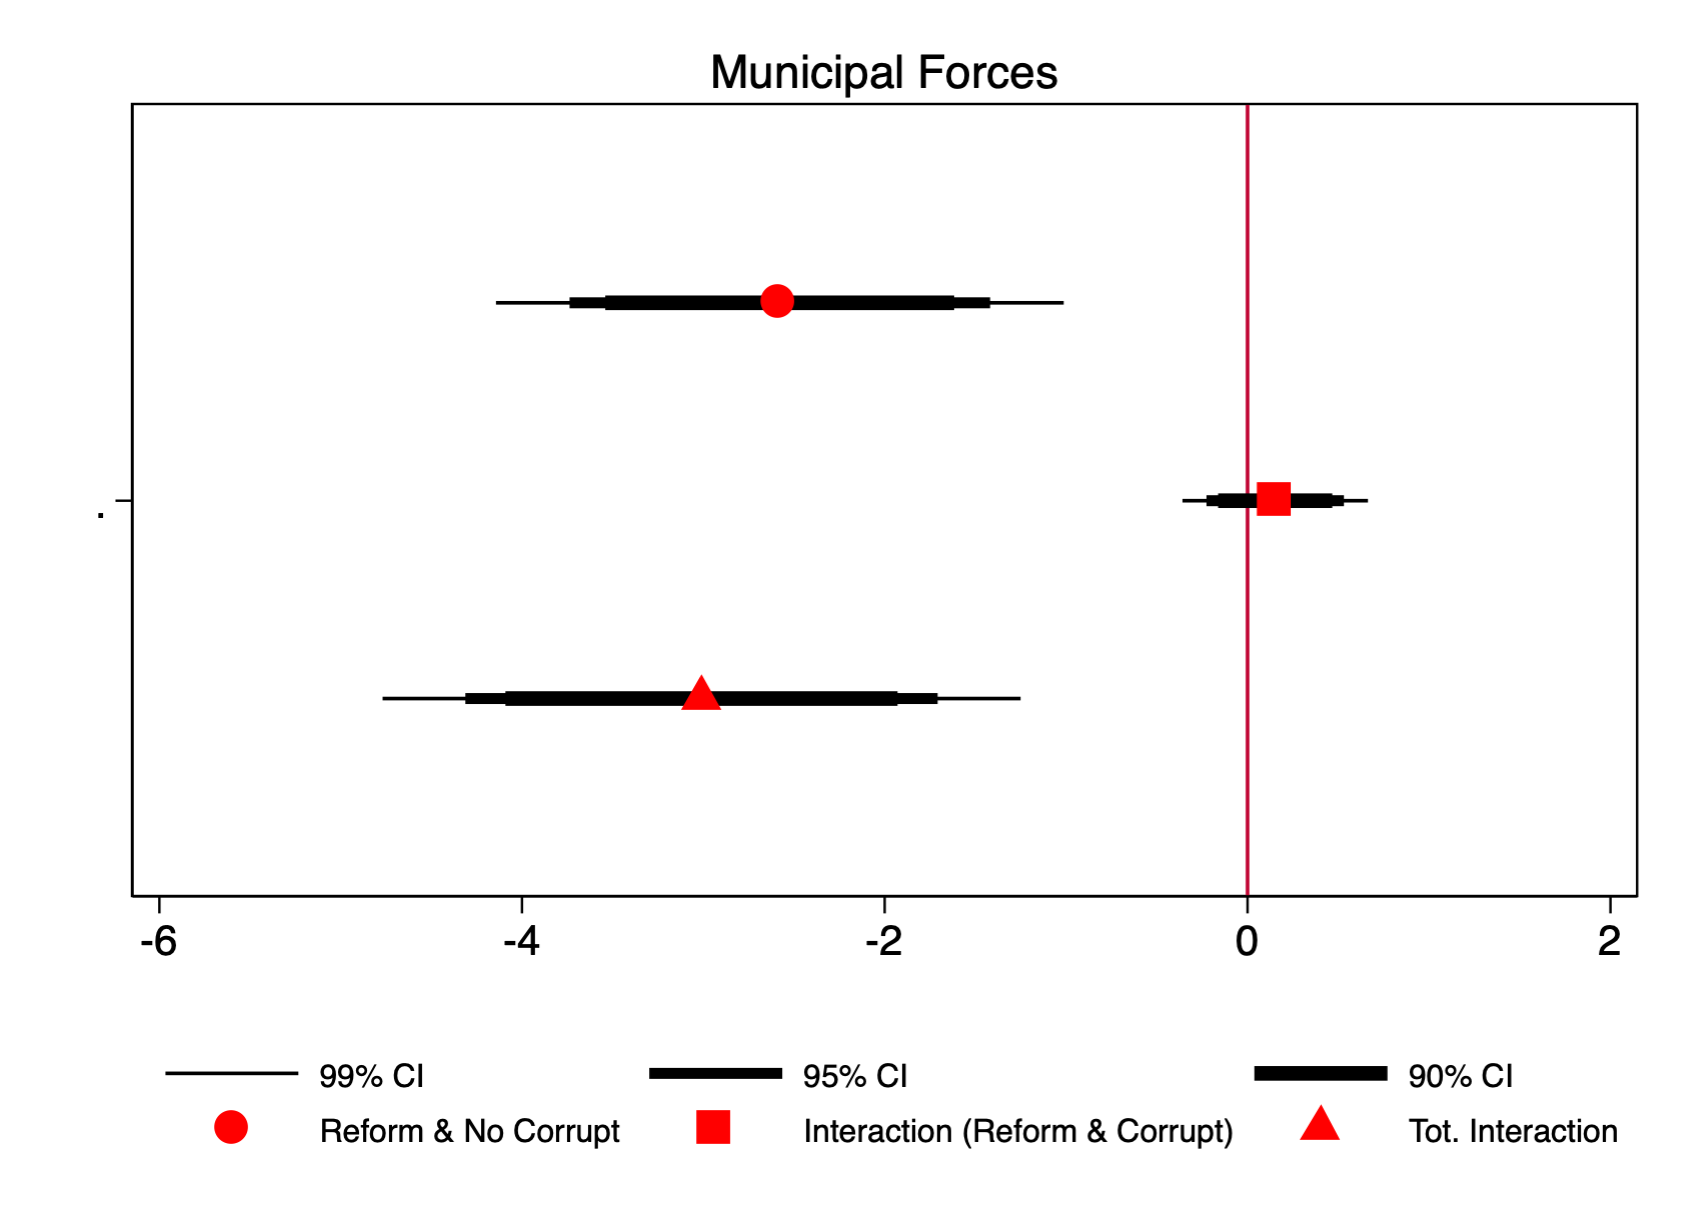 Municipal Forces
.
-6 -4 -2 0 2
99% CI 95% CI 90% CI
Reform & No Corrupt Interaction (Reform & Corrupt) Tot. Interaction